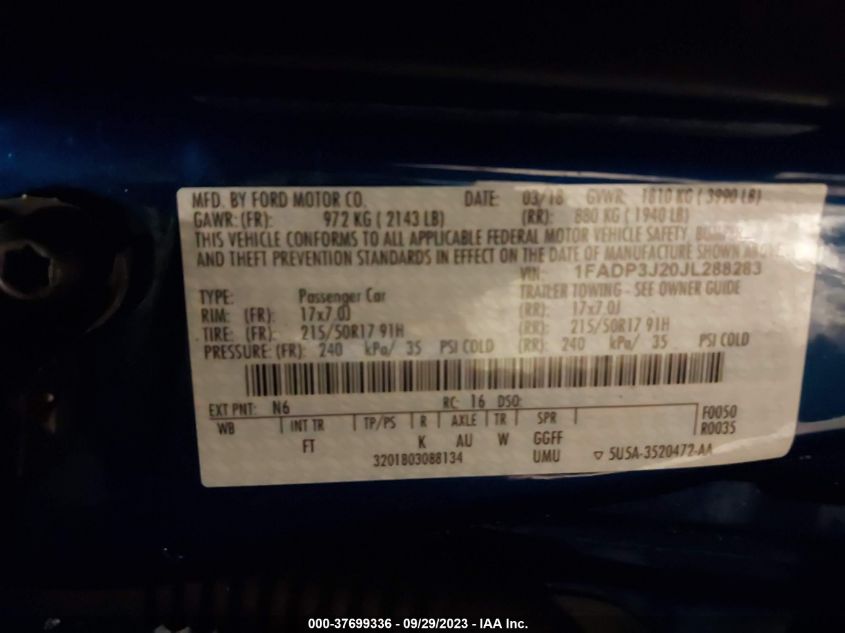 MFD. BY FORD MOTOR CO. DATE: 03/18 GVWR: 1810 KG ( 3990 LB)
GAWR: (FR): 972 KG ( 2143 LB) (RR): 880 KG ( 1940 LB)
THIS VEHICLE CONFORMS TO ALL APPLICABLE FEDERAL MOTOR VEHICLE SAFETY,
AND THEFT PREVENTION STANDARDS IN EFFECT ON THE DATE OF MANUFACTURE SHOWN
VIN: 1FADP3J20JL288283
TYPE: Passenger Car TRAILER TOWING - SEE OWNER GUIDE
RIM: (FR): 17x7.0J (RR): 17x7.0J
TIRE: (FR): 215/50R17 91H (RR): 215/50R17 91H
PRESSURE: (FR): 240 kPa/ 35 PSI COLD (RR): 240 kPa/ 35 PSI COLD
EXT PNT: N6 RC: 16 DSO: F0050
WB INT TR TP/PS R AXLE TR SPR R0035
FT K AU W GGFF
3201803088134 UMU ▽ 5U5A-3520472-AA
000-37699336 - 09/29/2023 - IAA Inc.